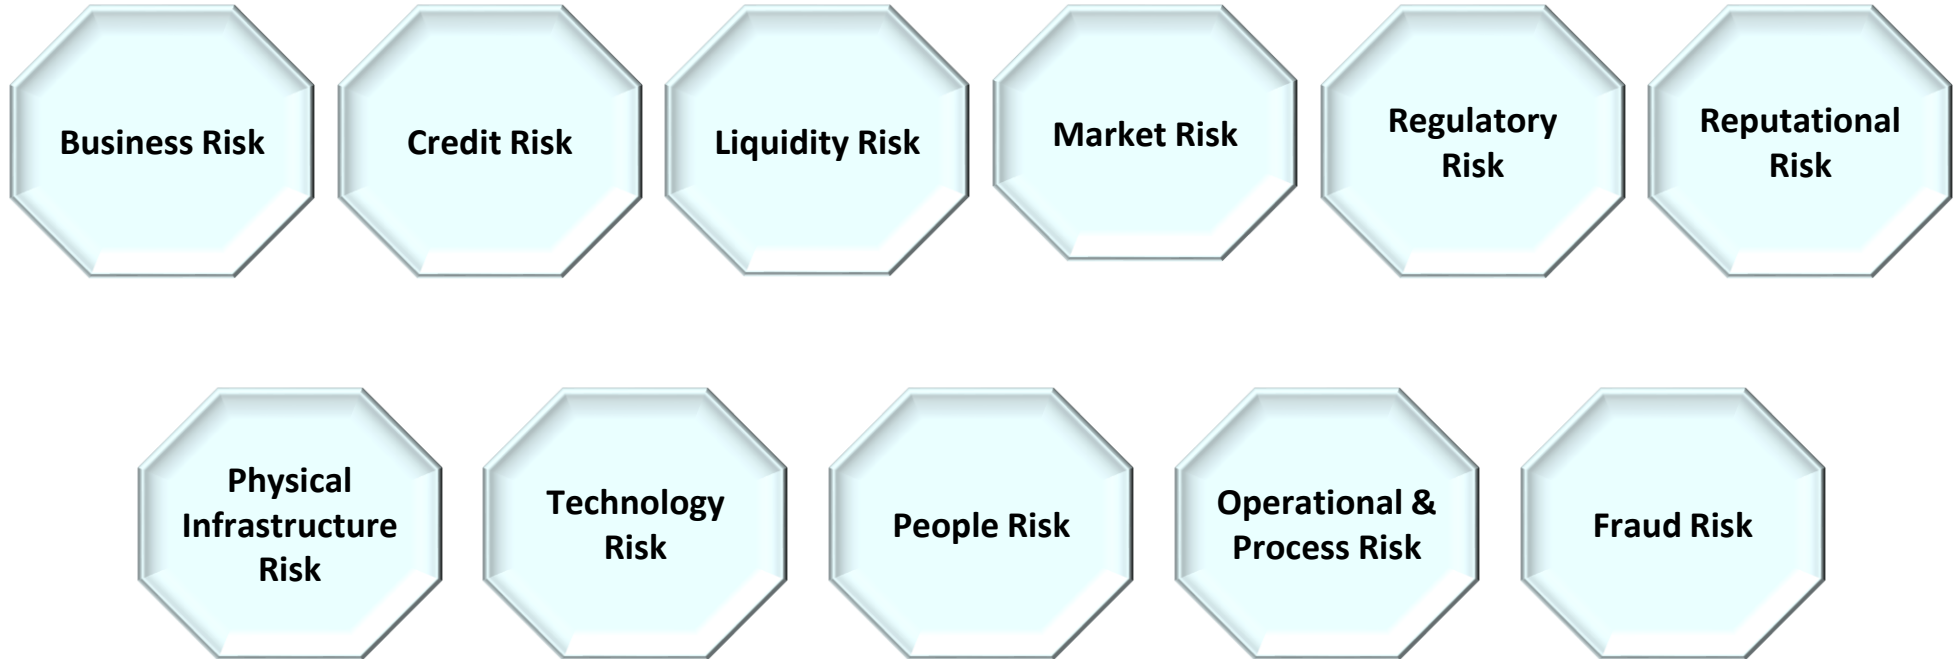 Business Risk
Credit Risk
Liquidity Risk
Market Risk
Regulatory
Risk
Reputational
Risk
Physical
Infrastructure
Risk
Technology
Risk
People Risk
Operational &
Process Risk
Fraud Risk